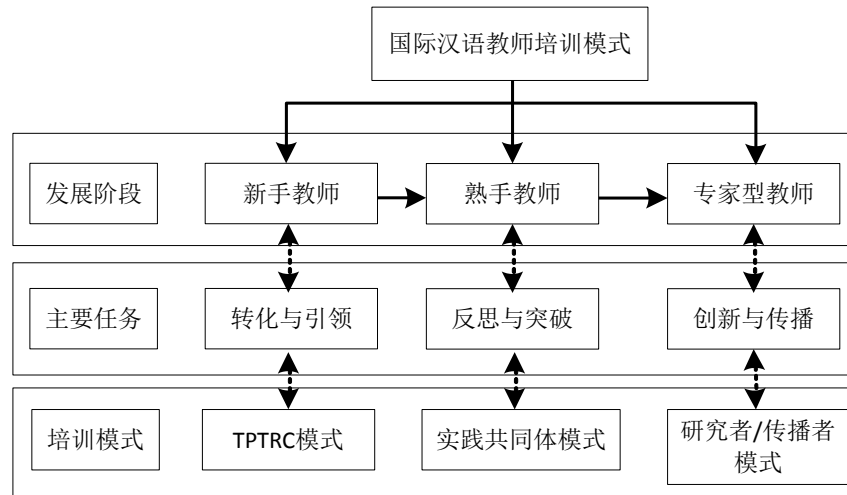 国际汉语教师培训模式
发展阶段
新手教师
熟手教师
专家型教师
主要任务
转化与引领
反思与突破
创新与传播
培训模式
TPTRC模式
实践共同体模式
研究者/传播者
模式